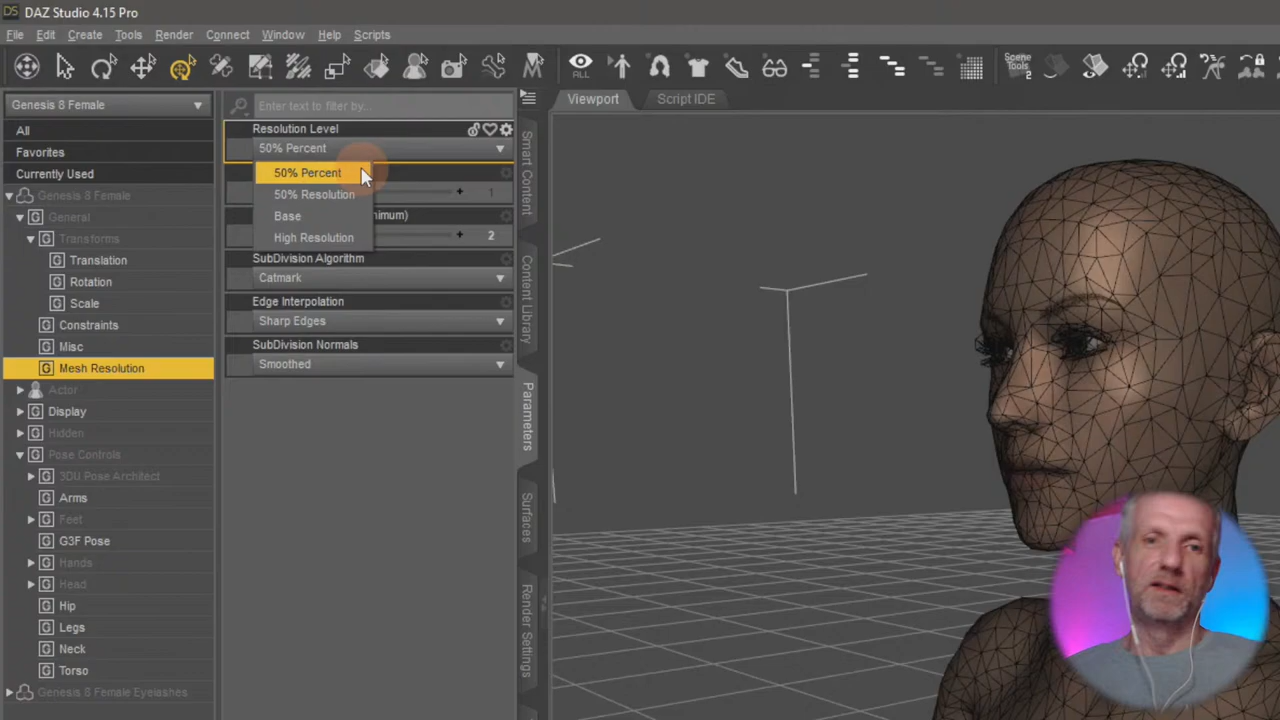 DS DAZ Studio 4.15 Pro
File Edit Create Tools Render Connect Window Help Scripts
ALL
Scene Tools
Genesis 8 Female
Enter text to filter by...
Viewport
Script IDE
All
Favorites
Currently Used
Genesis 8 Female
General
Transforms
Translation
Rotation
Scale
Constraints
Misc
Mesh Resolution
Actor
Display
Hidden
Pose Controls
3DU Pose Architect
Arms
Feet
G3F Pose
Hands
Head
Hip
Legs
Neck
Torso
Genesis 8 Female Eyelashes
Resolution Level
50% Percent
50% Percent
50% Resolution
Base
High Resolution
1
nimum)
2
SubDivision Algorithm
Catmark
Edge Interpolation
Sharp Edges
SubDivision Normals
Smoothed
Smart Content
Content Library
Parameters
Surfaces
Render Settings